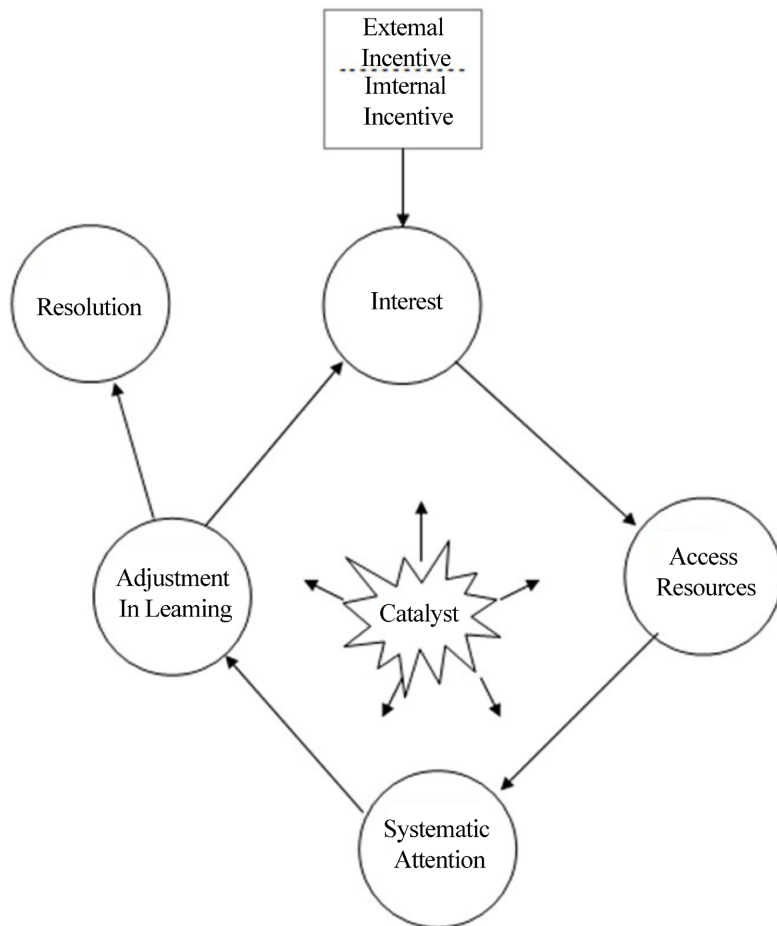 Extemal
Incentive
Imternal
Incentive
Resolution
Interest
Access
Resources
Adjustment
In Leaming
Catalyst
Systematic
Attention